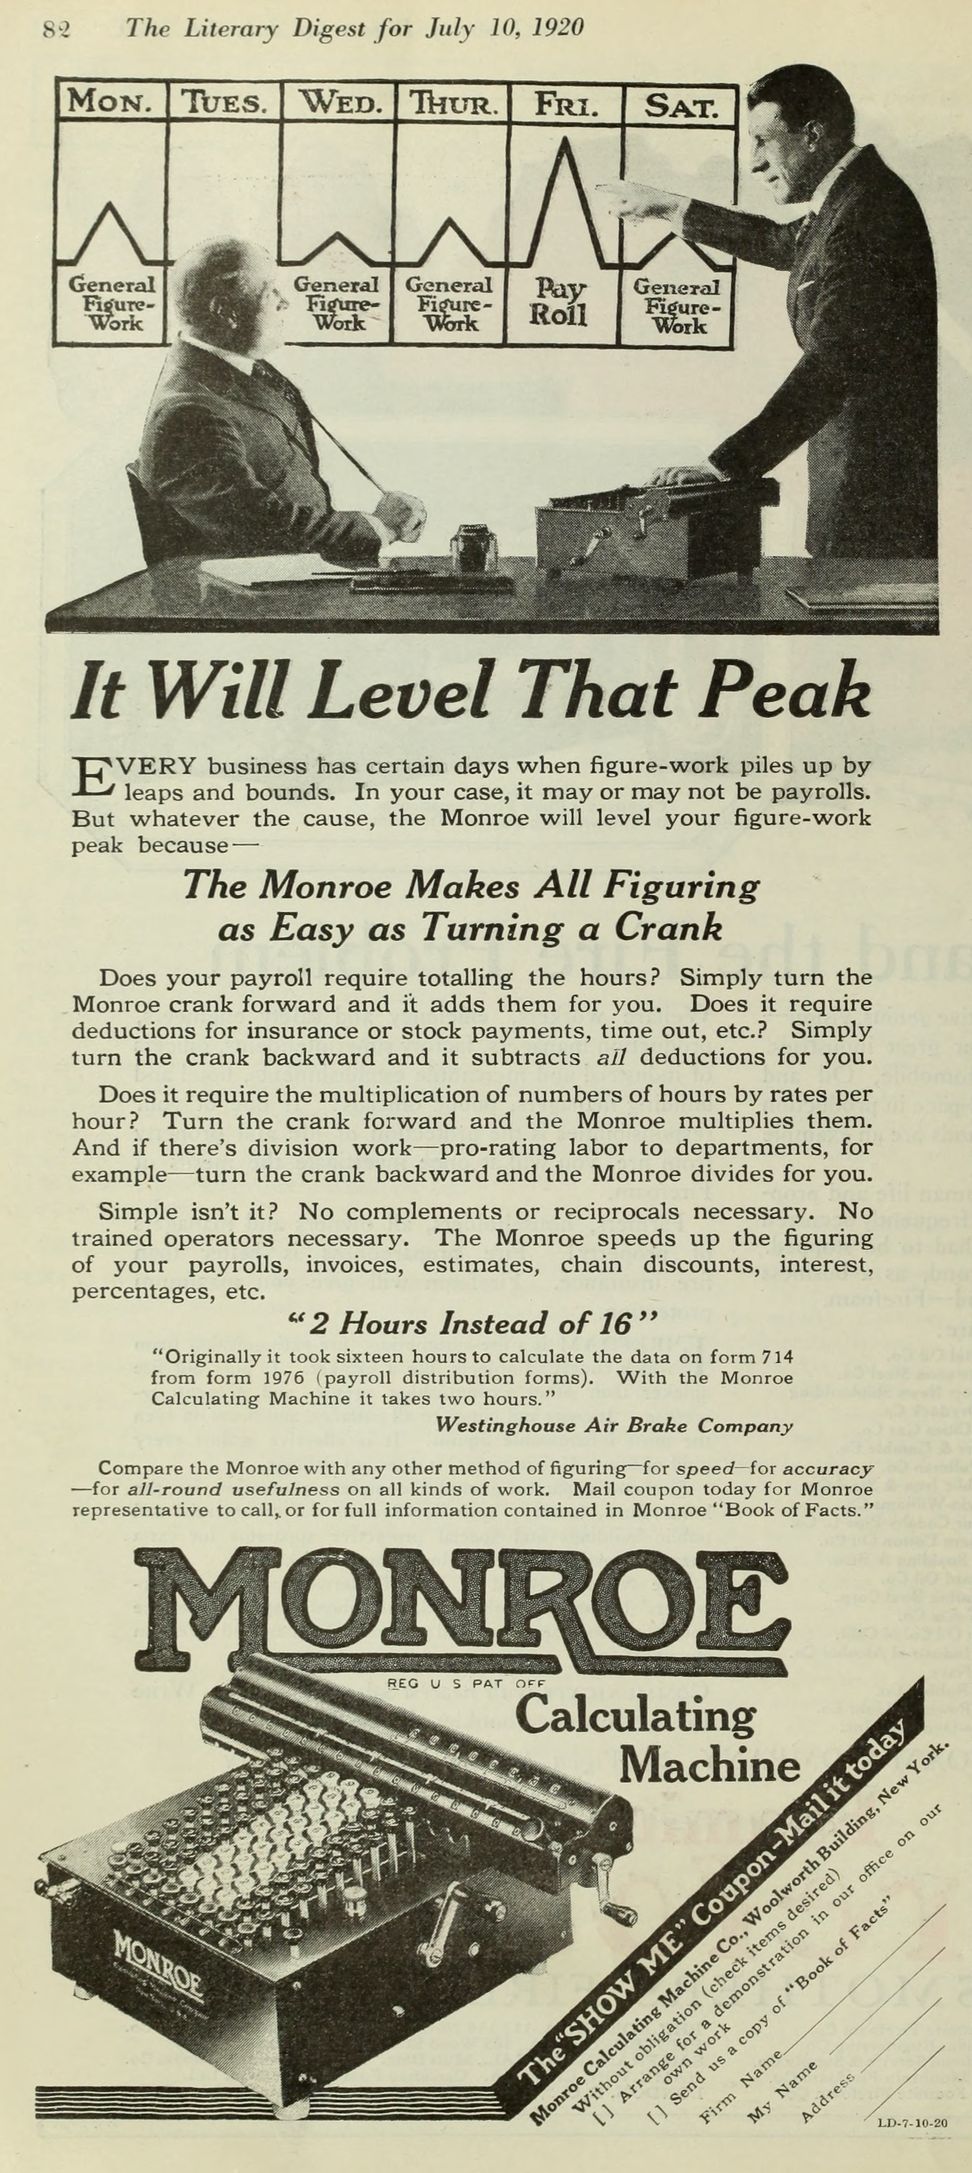 82 The Literary Digest for July 10, 1920
MON. TUES. WED. THUR. FRI. SAT.
General Figure-Work
General Figure-Work
General Figure-Work
Pay Roll
General Figure-Work
It Will Level That Peak
EVERY business has certain days when figure-work piles up by
leaps and bounds. In your case, it may or may not be payrolls.
But whatever the cause, the Monroe will level your figure-work
peak because—
The Monroe Makes All Figuring
as Easy as Turning a Crank
Does your payroll require totalling the hours? Simply turn the
Monroe crank forward and it adds them for you. Does it require
deductions for insurance or stock payments, time out, etc.? Simply
turn the crank backward and it subtracts all deductions for you.
Does it require the multiplication of numbers of hours by rates per
hour? Turn the crank forward and the Monroe multiplies them.
And if there's division work—pro-rating labor to departments, for
example—turn the crank backward and the Monroe divides for you.
Simple isn't it? No complements or reciprocals necessary. No
trained operators necessary. The Monroe speeds up the figuring
of your payrolls, invoices, estimates, chain discounts, interest,
percentages, etc.
"2 Hours Instead of 16"
"Originally it took sixteen hours to calculate the data on form 714
from form 1976 (payroll distribution forms). With the Monroe
Calculating Machine it takes two hours."
Westinghouse Air Brake Company
Compare the Monroe with any other method of figuring—for speed—for accuracy
—for all-round usefulness on all kinds of work. Mail coupon today for Monroe
representative to call, or for full information contained in Monroe "Book of Facts."
MONROE
REG U S PAT OFF
Calculating
Machine
MONROE
The "SHOW ME" Coupon-Mail it today
Monroe Calculating Machine Co., Woolworth Building, New York.
Without obligation (check items desired)
[ ] Arrange for a demonstration in our office on our
own work
[ ] Send us a copy of "Book of Facts"
Firm Name
My Name
Address
LD-7-10-20